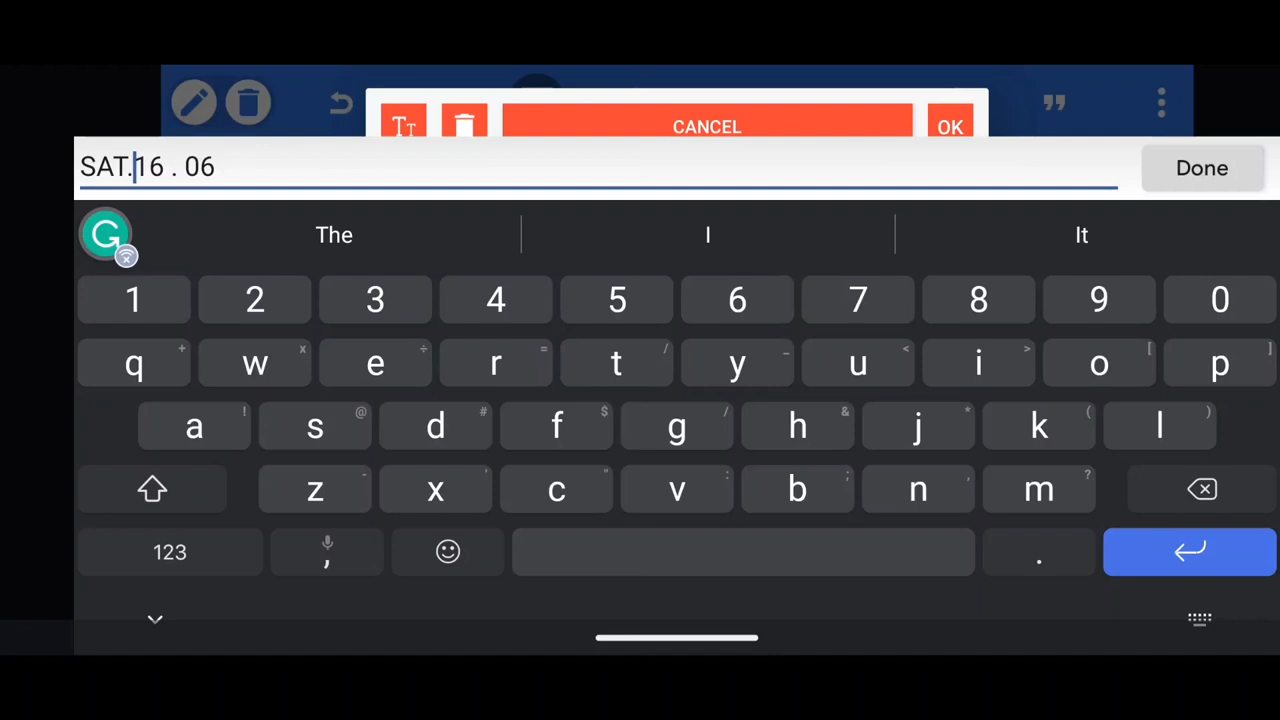 TT
CANCEL
OK
SAT.16 . 06
Done
The
I
It
1 2 3 4 5 6 7 8 9 0
q + w x e ÷ r = t / y _ u < i > o [ p ]
a ! s @ d # f $ g / h & j * k ( l )
z - x ' c " v : b ; n , m ?
123 , .